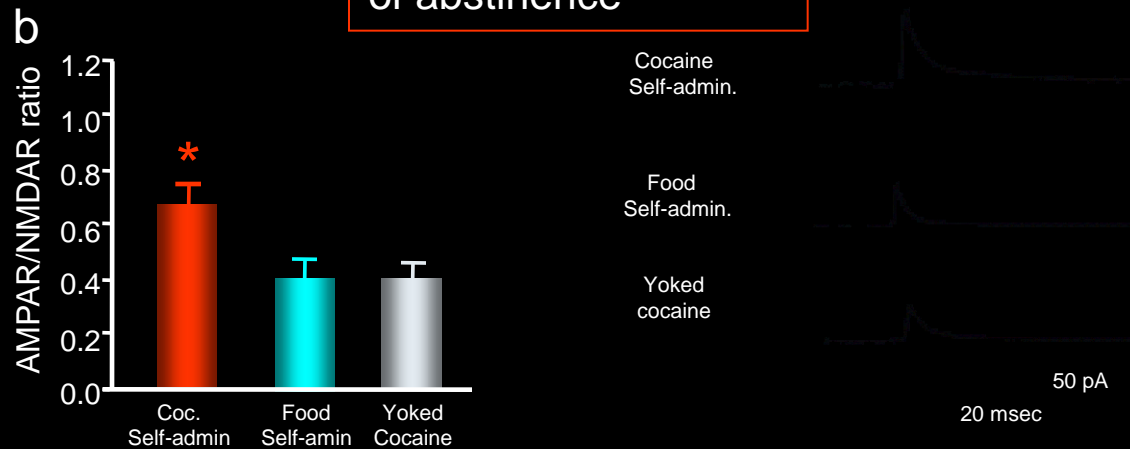 or abstinence
b
AMPAR/NMDAR ratio
1.2
1.0
0.8
0.6
0.4
0.2
0.0
*
Coc.
Self-admin
Food
Self-amin
Yoked
Cocaine
Cocaine
Self-admin.
Food
Self-admin.
Yoked
cocaine
50 pA
20 msec